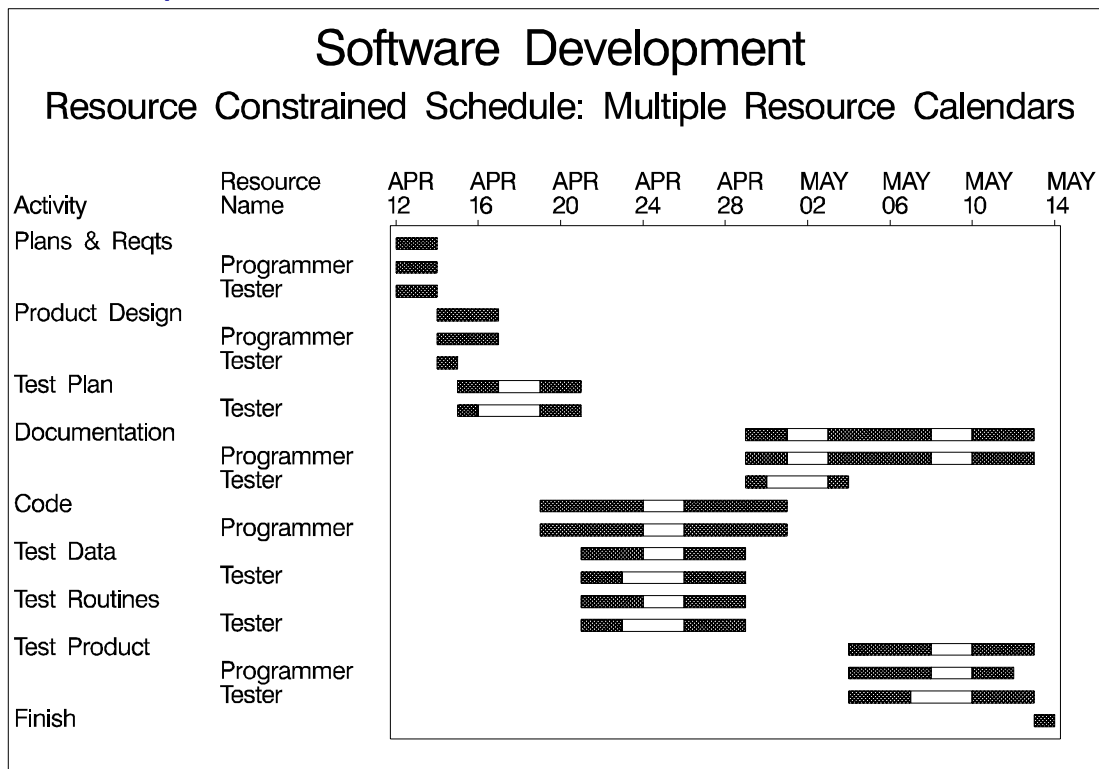 Software Development
Resource Constrained Schedule: Multiple Resource Calendars
Resource APR APR APR APR APR MAY MAY MAY MAY
Activity Name 12 16 20 24 28 02 06 10 14
Plans & Reqts
Programmer
Tester
Product Design
Programmer
Tester
Test Plan
Tester
Documentation
Programmer
Tester
Code
Programmer
Test Data
Tester
Test Routines
Tester
Test Product
Programmer
Tester
Finish